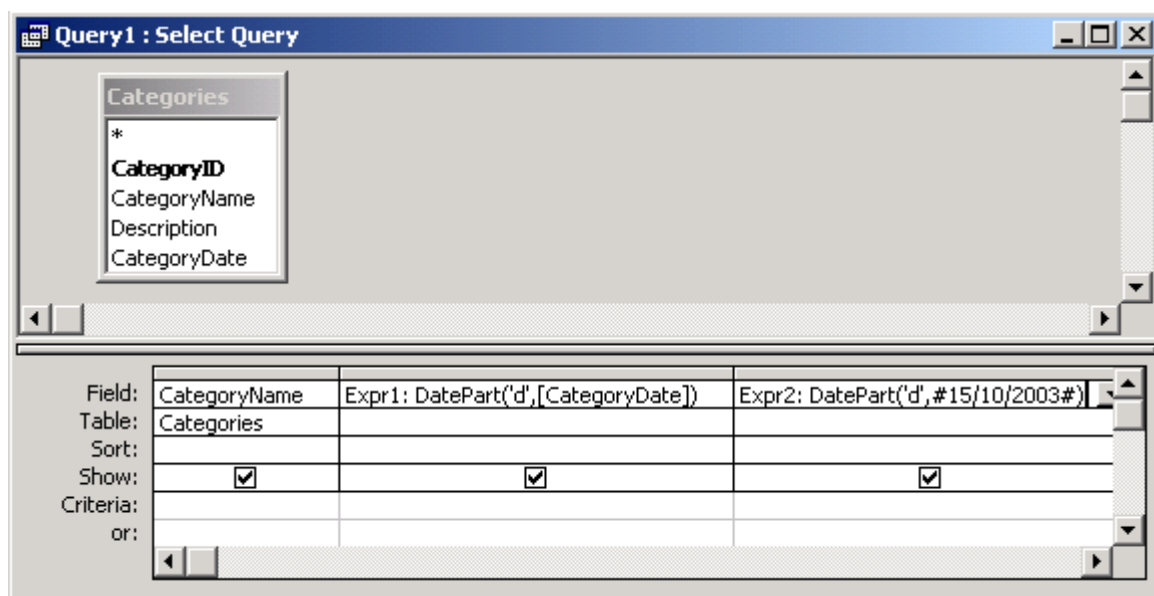 Query1 : Select Query
Categories
*
CategoryID
CategoryName
Description
CategoryDate
Field: CategoryName Expr1: DatePart('d',[CategoryDate]) Expr2: DatePart('d',#15/10/2003#)
Table: Categories
Sort:
Show:
Criteria:
or: